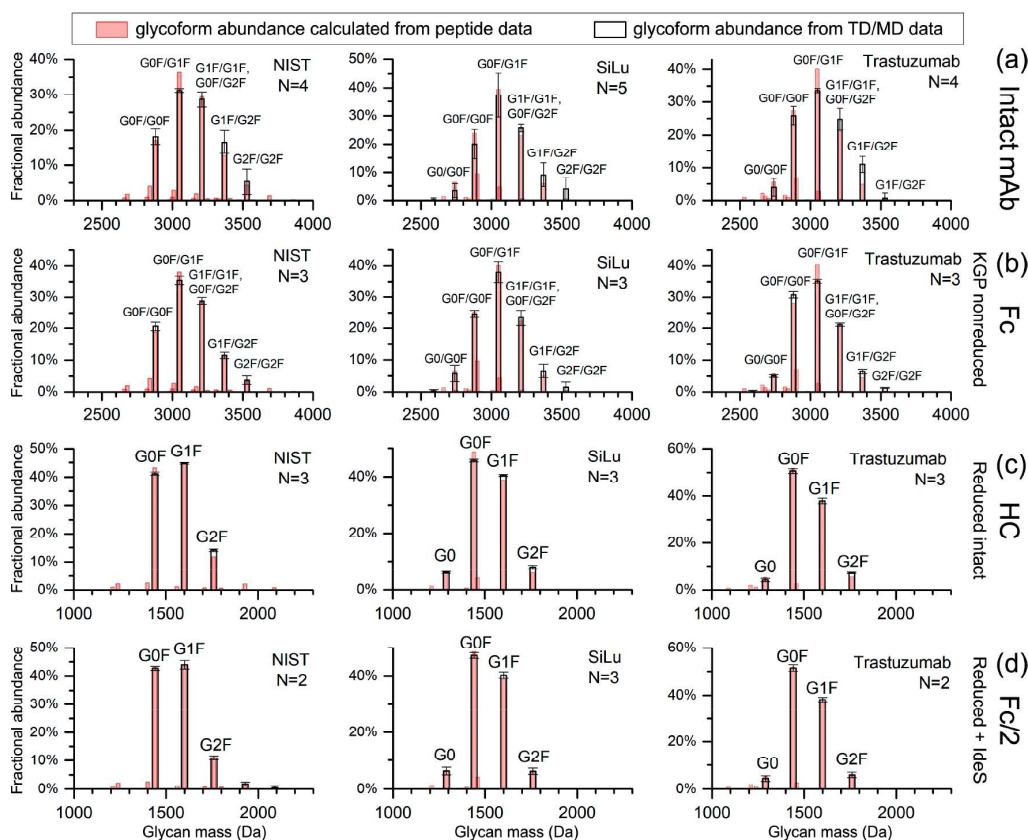 glycoform abundance calculated from peptide data
glycoform abundance from TD/MD data
Fractional abundance
40%
30%
20%
10%
0%
NIST
N=4
G0F/G1F
G1F/G1F,
G0F/G2F
G0F/G0F
G1F/G2F
G2F/G2F
2500
3000
3500
4000
50%
40%
30%
20%
10%
0%
SiLu
N=5
G0F/G1F
G1F/G1F,
G0F/G2F
G0F/G0F
G0/G0F
G1F/G2F
G2F/G2F
2500
3000
3500
4000
40%
30%
20%
10%
0%
Trastuzumab
N=4
G0F/G1F
G0F/G0F
G1F/G1F,
G0F/G2F
G0/G0F
G1F/G2F
G1F/G2F
2500
3000
3500
4000
(a)
Intact mAb
Fractional abundance
40%
30%
20%
10%
0%
NIST
N=3
G0F/G1F
G1F/G1F,
G0F/G2F
G0F/G0F
G1F/G2F
G2F/G2F
2500
3000
3500
4000
40%
30%
20%
10%
0%
SiLu
N=3
G0F/G1F
G0F/G0F
G1F/G1F,
G0F/G2F
G0/G0F
G1F/G2F
G2F/G2F
2500
3000
3500
4000
40%
30%
20%
10%
0%
Trastuzumab
N=3
G0F/G1F
G0F/G0F
G1F/G1F,
G0F/G2F
G0/G0F
G1F/G2F
G2F/G2F
2500
3000
3500
4000
KGP nonreduced
(b)
Fc
Fractional abundance
50%
40%
30%
20%
10%
0%
NIST
N=3
G0F
G1F
G2F
1000
1500
2000
50%
40%
30%
20%
10%
0%
SiLu
N=3
G0F
G1F
G0
G2F
1000
1500
2000
60%
40%
20%
0%
Trastuzumab
N=3
G0F
G1F
G0
G2F
1000
1500
2000
Reduced intact
(c)
HC
Fractional abundance
50%
40%
30%
20%
10%
0%
NIST
N=2
G0F
G1F
G2F
1000
1500
2000
Glycan mass (Da)
50%
40%
30%
20%
10%
0%
SiLu
N=3
G0F
G1F
G0
G2F
1000
1500
2000
Glycan mass (Da)
60%
40%
20%
0%
Trastuzumab
N=2
G0F
G1F
G0
G2F
1000
1500
2000
Glycan mass (Da)
Reduced + IdeS
(d)
Fc/2